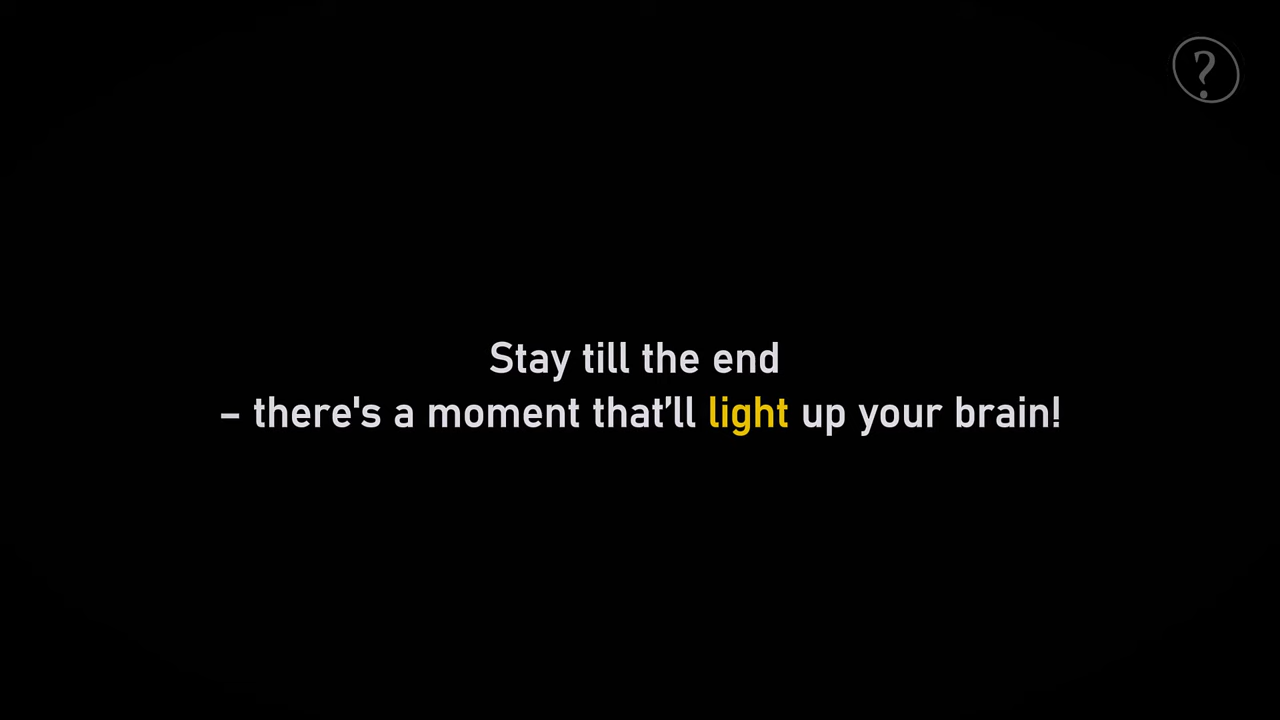 ?
Stay till the end
– there's a moment that’ll light up your brain!